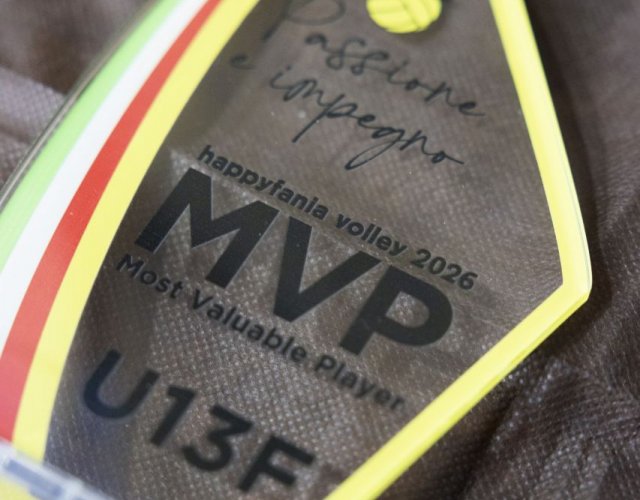 Passione
e impegno
happyfania volley 2026
MVP
Most Valuable Player
U13F